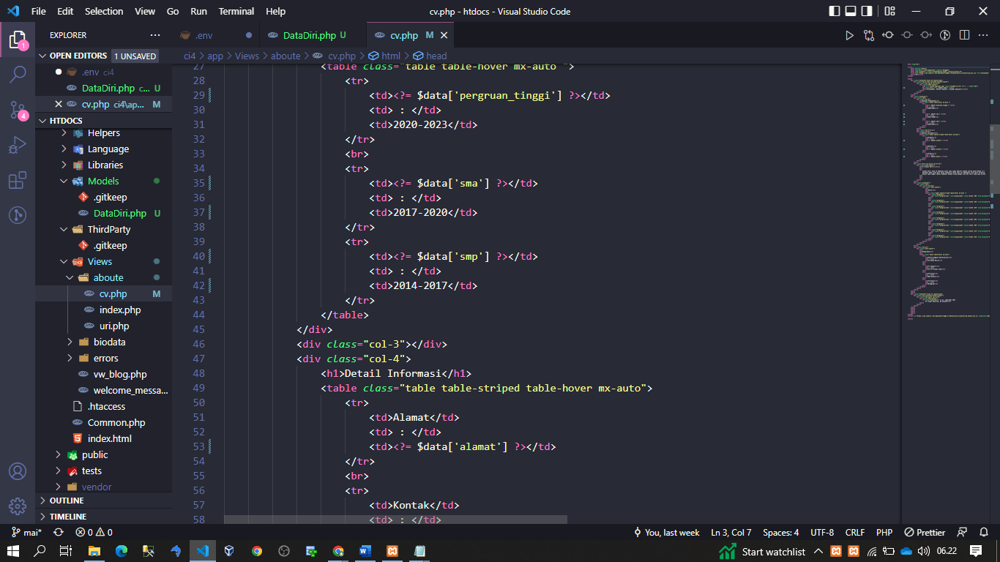 File Edit Selection View Go Run Terminal Help
cv.php - htdocs - Visual Studio Code
EXPLORER
.env
DataDiri.php U
cv.php M
OPEN EDITORS 1 UNSAVED
.env ci4
DataDiri.php c... U
cv.php ci4\ap... M
HTDOCS
Helpers
Language
Libraries
Models
.gitkeep
DataDiri.php U
ThirdParty
.gitkeep
Views
aboute
cv.php M
index.php
uri.php
biodata
errors
vw_blog.php
welcome_messa...
.htaccess
Common.php
index.html
public
tests
vendor
OUTLINE
TIMELINE
1
4
ci4 > app > Views > aboute > cv.php > html > head
27 <table class="table table-hover mx-auto ">
28 <tr>
29 <td><?= $data['pergruan_tinggi'] ?></td>
30 <td> : </td>
31 <td>2020-2023</td>
32 </tr>
33 <br>
34 <tr>
35 <td><?= $data['sma'] ?></td>
36 <td> : </td>
37 <td>2017-2020</td>
38 </tr>
39 <tr>
40 <td><?= $data['smp'] ?></td>
41 <td> : </td>
42 <td>2014-2017</td>
43 </tr>
44 </table>
45 </div>
46 <div class="col-3"></div>
47 <div class="col-4">
48 <h1>Detail Informasi</h1>
49 <table class="table table-striped table-hover mx-auto">
50 <tr>
51 <td>Alamat</td>
52 <td> : </td>
53 <td><?= $data['alamat'] ?></td>
54 </tr>
55 <br>
56 <tr>
57 <td>Kontak</td>
58 <td> : </td>
mai* 0 0
You, last week Ln 3, Col 7 Spaces: 4 UTF-8 CRLF PHP Prettier
Start watchlist 06.22